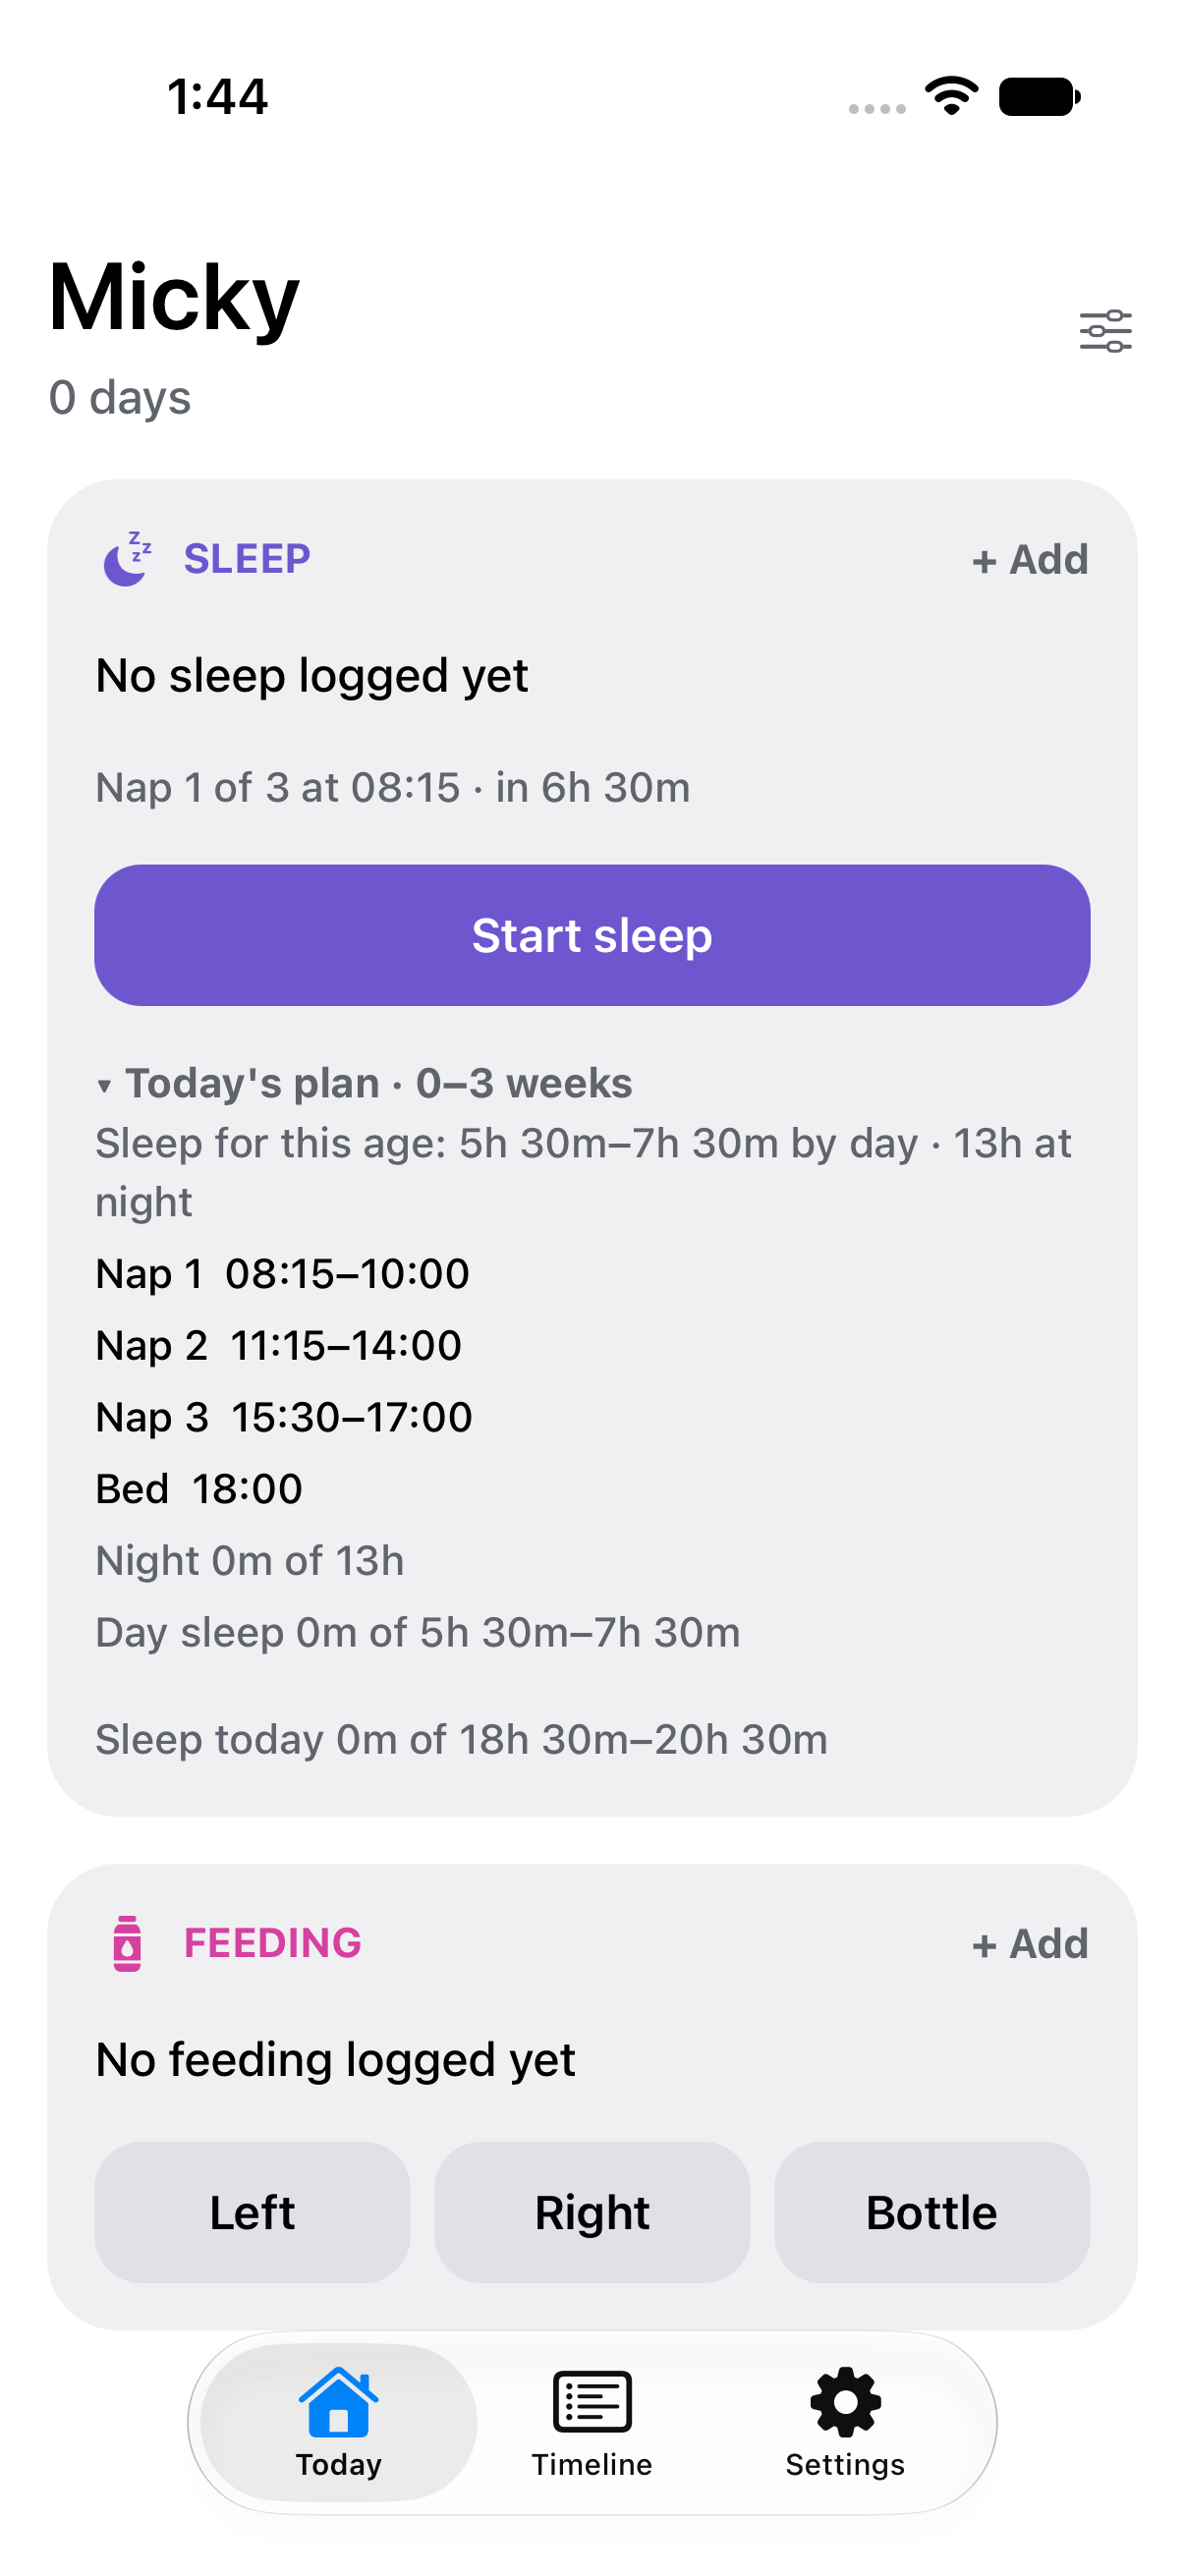 1:44
Micky
0 days
SLEEP
+ Add
No sleep logged yet
Nap 1 of 3 at 08:15 · in 6h 30m
Start sleep
▾ Today's plan · 0–3 weeks
Sleep for this age: 5h 30m–7h 30m by day · 13h at
night
Nap 1 08:15–10:00
Nap 2 11:15–14:00
Nap 3 15:30–17:00
Bed 18:00
Night 0m of 13h
Day sleep 0m of 5h 30m–7h 30m
Sleep today 0m of 18h 30m–20h 30m
FEEDING
+ Add
No feeding logged yet
Left
Right
Bottle
Today
Timeline
Settings